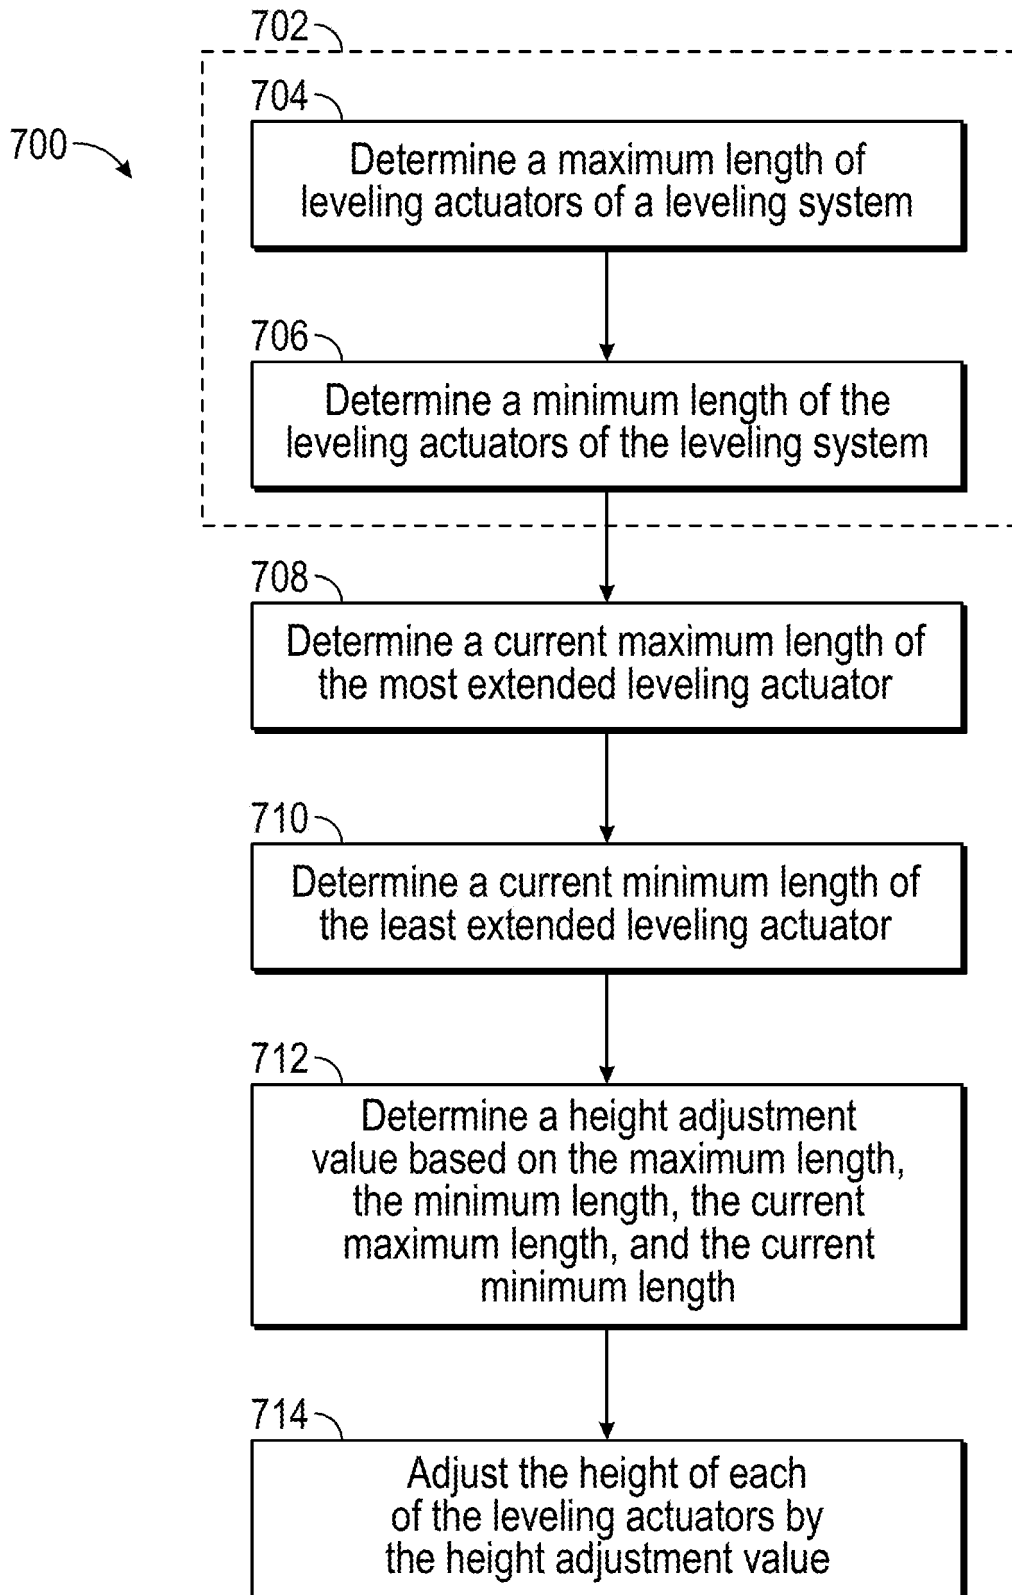 702
704
700
Determine a maximum length of
leveling actuators of a leveling system
706
Determine a minimum length of the
leveling actuators of the leveling system
708
Determine a current maximum length of
the most extended leveling actuator
710
Determine a current minimum length of
the least extended leveling actuator
712
Determine a height adjustment
value based on the maximum length,
the minimum length, the current
maximum length, and the current
minimum length
714
Adjust the height of each
of the leveling actuators by
the height adjustment value